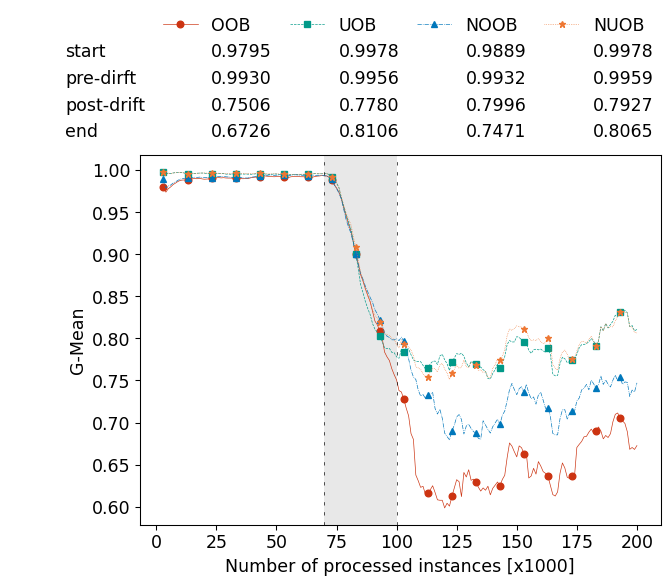 OOB UOB NOOB NUOB
start 0.9795 0.9978 0.9889 0.9978
pre-dirft 0.9930 0.9956 0.9932 0.9959
post-drift 0.7506 0.7780 0.7996 0.7927
end 0.6726 0.8106 0.7471 0.8065
1.00
0.95
0.90
0.85
0.80
0.75
0.70
0.65
0.60
G-Mean
0 25 50 75 100 125 150 175 200
Number of processed instances [x1000]